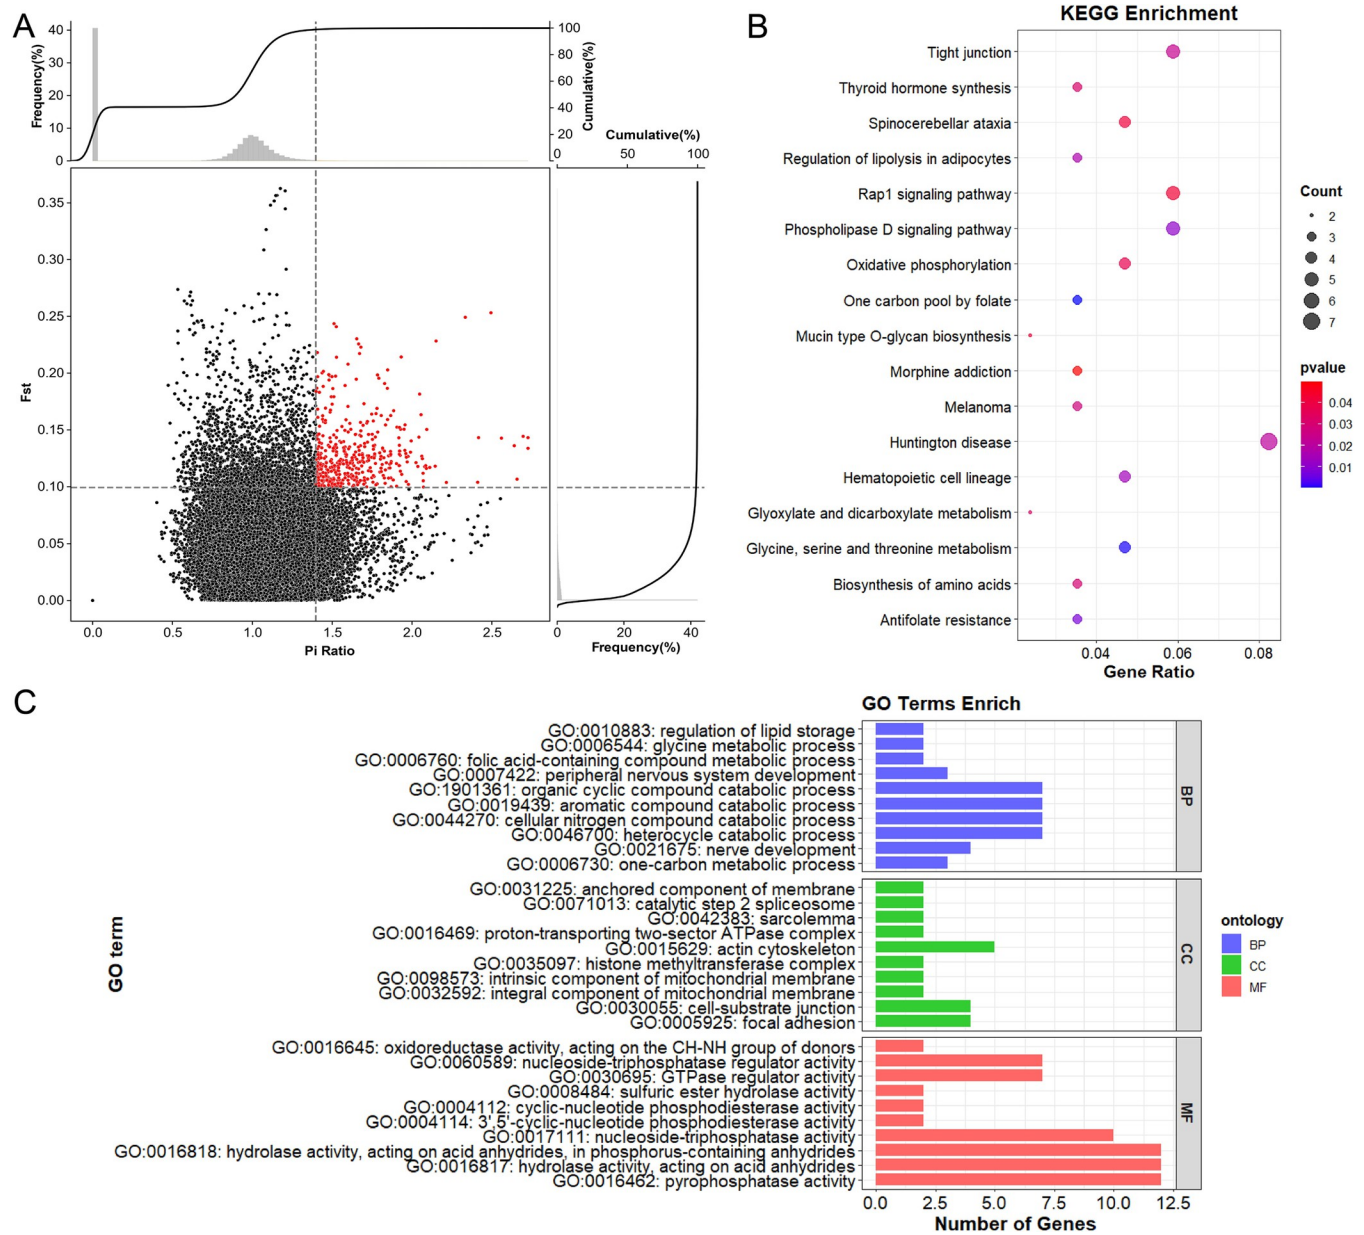 A
Frequency(%)
40
30
20
10
0
100
80
60
40
20
0
Cumulative(%)
Cumulative(%)
0 50 100
Fst
0.35
0.30
0.25
0.20
0.15
0.10
0.05
0.00
0.0 0.5 1.0 1.5 2.0 2.5
Pi Ratio
0 20 40
Frequency(%)
B
KEGG Enrichment
Tight junction
Thyroid hormone synthesis
Spinocerebellar ataxia
Regulation of lipolysis in adipocytes
Rap1 signaling pathway
Phospholipase D signaling pathway
Oxidative phosphorylation
One carbon pool by folate
Mucin type O-glycan biosynthesis
Morphine addiction
Melanoma
Huntington disease
Hematopoietic cell lineage
Glyoxylate and dicarboxylate metabolism
Glycine, serine and threonine metabolism
Biosynthesis of amino acids
Antifolate resistance
0.04 0.06 0.08
Gene Ratio
Count
2
3
4
5
6
7
pvalue
0.04
0.03
0.02
0.01
C
GO Terms Enrich
GO term
GO:0010883: regulation of lipid storage
GO:0006544: glycine metabolic process
GO:0006760: folic acid-containing compound metabolic process
GO:0007422: peripheral nervous system development
GO:1901361: organic cyclic compound catabolic process
GO:0019439: aromatic compound catabolic process
GO:0044270: cellular nitrogen compound catabolic process
GO:0046700: heterocycle catabolic process
GO:0021675: nerve development
GO:0006730: one-carbon metabolic process
BP
GO:0031225: anchored component of membrane
GO:0071013: catalytic step 2 spliceosome
GO:0042383: sarcolemma
GO:0016469: proton-transporting two-sector ATPase complex
GO:0015629: actin cytoskeleton
GO:0035097: histone methyltransferase complex
GO:0098573: intrinsic component of mitochondrial membrane
GO:0032592: integral component of mitochondrial membrane
GO:0030055: cell-substrate junction
GO:0005925: focal adhesion
CC
GO:0016645: oxidoreductase activity, acting on the CH-NH group of donors
GO:0060589: nucleoside-triphosphatase regulator activity
GO:0030695: GTPase regulator activity
GO:0008484: sulfuric ester hydrolase activity
GO:0004112: cyclic-nucleotide phosphodiesterase activity
GO:0004114: 3',5'-cyclic-nucleotide phosphodiesterase activity
GO:0017111: nucleoside-triphosphatase activity
GO:0016818: hydrolase activity, acting on acid anhydrides, in phosphorus-containing anhydrides
GO:0016817: hydrolase activity, acting on acid anhydrides
GO:0016462: pyrophosphatase activity
MF
0.0 2.5 5.0 7.5 10.0 12.5
Number of Genes
ontology
BP
CC
MF